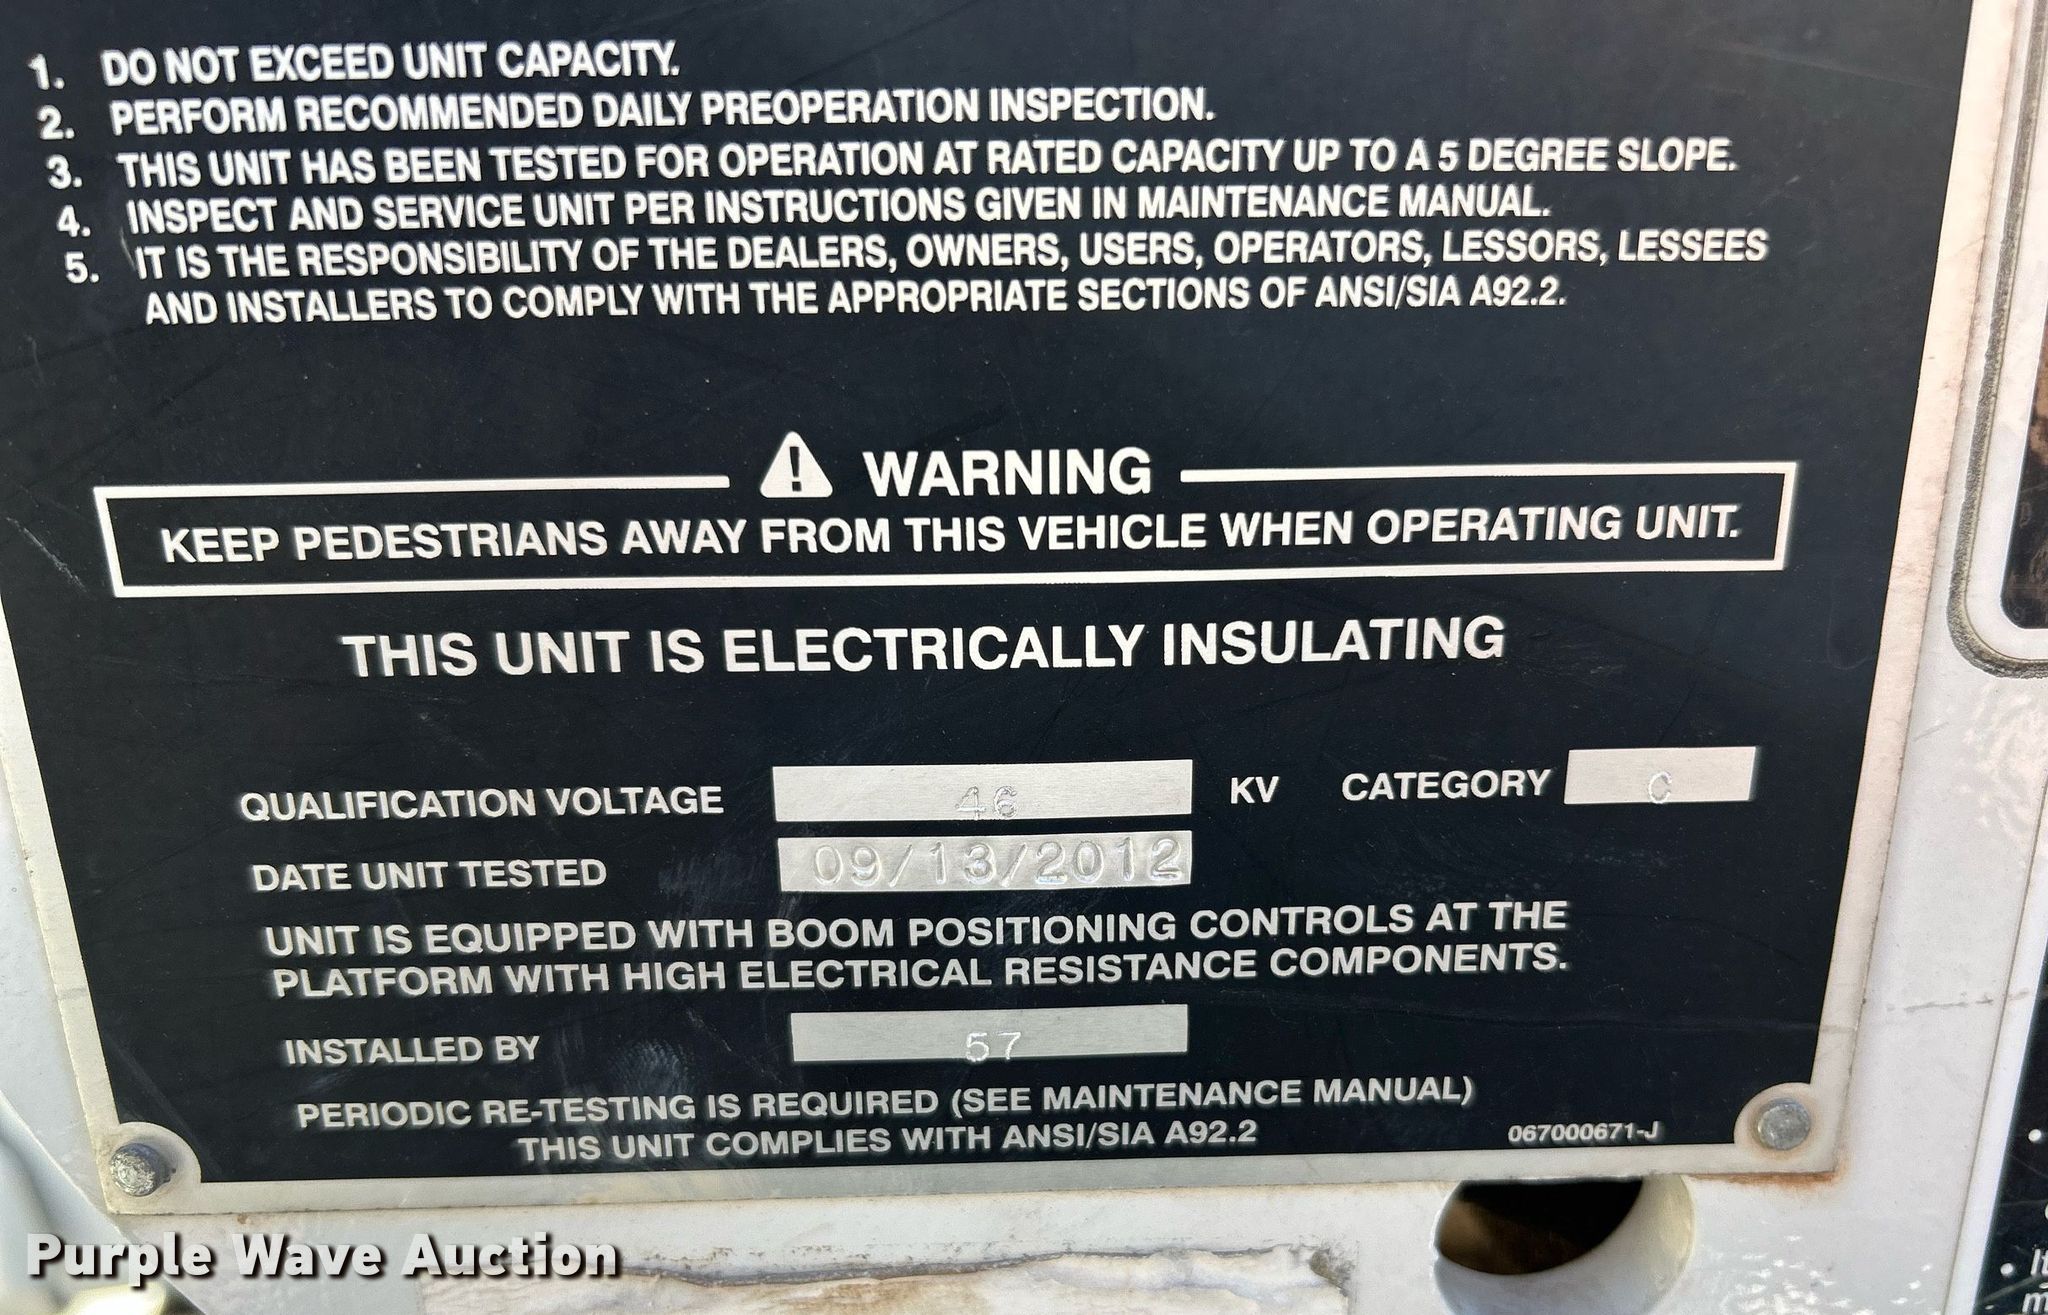 1. DO NOT EXCEED UNIT CAPACITY.
2. PERFORM RECOMMENDED DAILY PREOPERATION INSPECTION.
3. THIS UNIT HAS BEEN TESTED FOR OPERATION AT RATED CAPACITY UP TO A 5 DEGREE SLOPE.
4. INSPECT AND SERVICE UNIT PER INSTRUCTIONS GIVEN IN MAINTENANCE MANUAL.
5. IT IS THE RESPONSIBILITY OF THE DEALERS, OWNERS, USERS, OPERATORS, LESSORS, LESSEES
AND INSTALLERS TO COMPLY WITH THE APPROPRIATE SECTIONS OF ANSI/SIA A92.2.
WARNING
KEEP PEDESTRIANS AWAY FROM THIS VEHICLE WHEN OPERATING UNIT.
THIS UNIT IS ELECTRICALLY INSULATING
QUALIFICATION VOLTAGE 46 KV CATEGORY C
DATE UNIT TESTED 09/13/2012
UNIT IS EQUIPPED WITH BOOM POSITIONING CONTROLS AT THE
PLATFORM WITH HIGH ELECTRICAL RESISTANCE COMPONENTS.
INSTALLED BY 57
PERIODIC RE-TESTING IS REQUIRED (SEE MAINTENANCE MANUAL)
THIS UNIT COMPLIES WITH ANSI/SIA A92.2
067000671-J
Purple Wave Auction